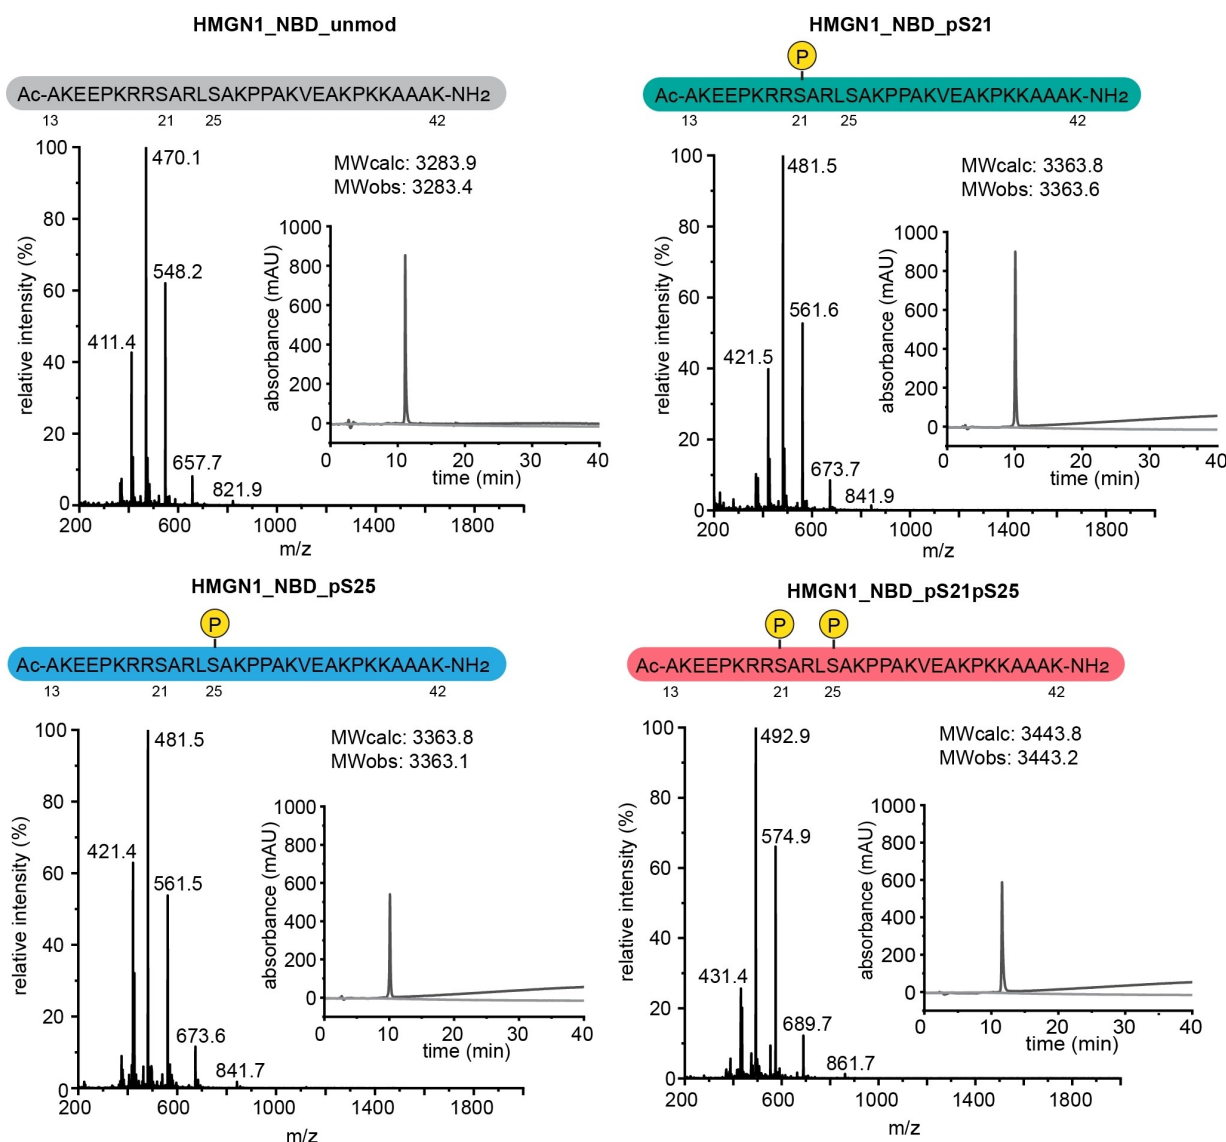 HMGN1_NBD_unmod
Ac-AKEEPKRRSARLSAKPPAKVEAKPKKAAAK-NH2
13 21 25 42
MWcalc: 3283.9
MWobs: 3283.4
relative intensity (%)
100
80
60
40
20
0
470.1
548.2
411.4
657.7
821.9
200 600 1000 1400 1800
m/z
absorbance (mAU)
1000
800
600
400
200
0
0 10 20 30 40
time (min)
HMGN1_NBD_pS21
P
Ac-AKEEPKRRSARLSAKPPAKVEAKPKKAAAK-NH2
13 21 25 42
MWcalc: 3363.8
MWobs: 3363.6
relative intensity (%)
100
80
60
40
20
0
481.5
561.6
421.5
673.7
841.9
200 600 1000 1400 1800
m/z
absorbance (mAU)
1000
800
600
400
200
0
0 10 20 30 40
time (min)
HMGN1_NBD_pS25
P
Ac-AKEEPKRRSARLSAKPPAKVEAKPKKAAAK-NH2
13 21 25 42
MWcalc: 3363.8
MWobs: 3363.1
relative intensity (%)
100
80
60
40
20
0
481.5
421.4
561.5
673.6
841.7
200 600 1000 1400 1800
m/z
absorbance (mAU)
1000
800
600
400
200
0
0 10 20 30 40
time (min)
HMGN1_NBD_pS21pS25
P P
Ac-AKEEPKRRSARLSAKPPAKVEAKPKKAAAK-NH2
13 21 25 42
MWcalc: 3443.8
MWobs: 3443.2
relative intensity (%)
100
80
60
40
20
0
492.9
574.9
431.4
689.7
861.7
200 600 1000 1400 1800
m/z
absorbance (mAU)
1000
800
600
400
200
0
0 10 20 30 40
time (min)